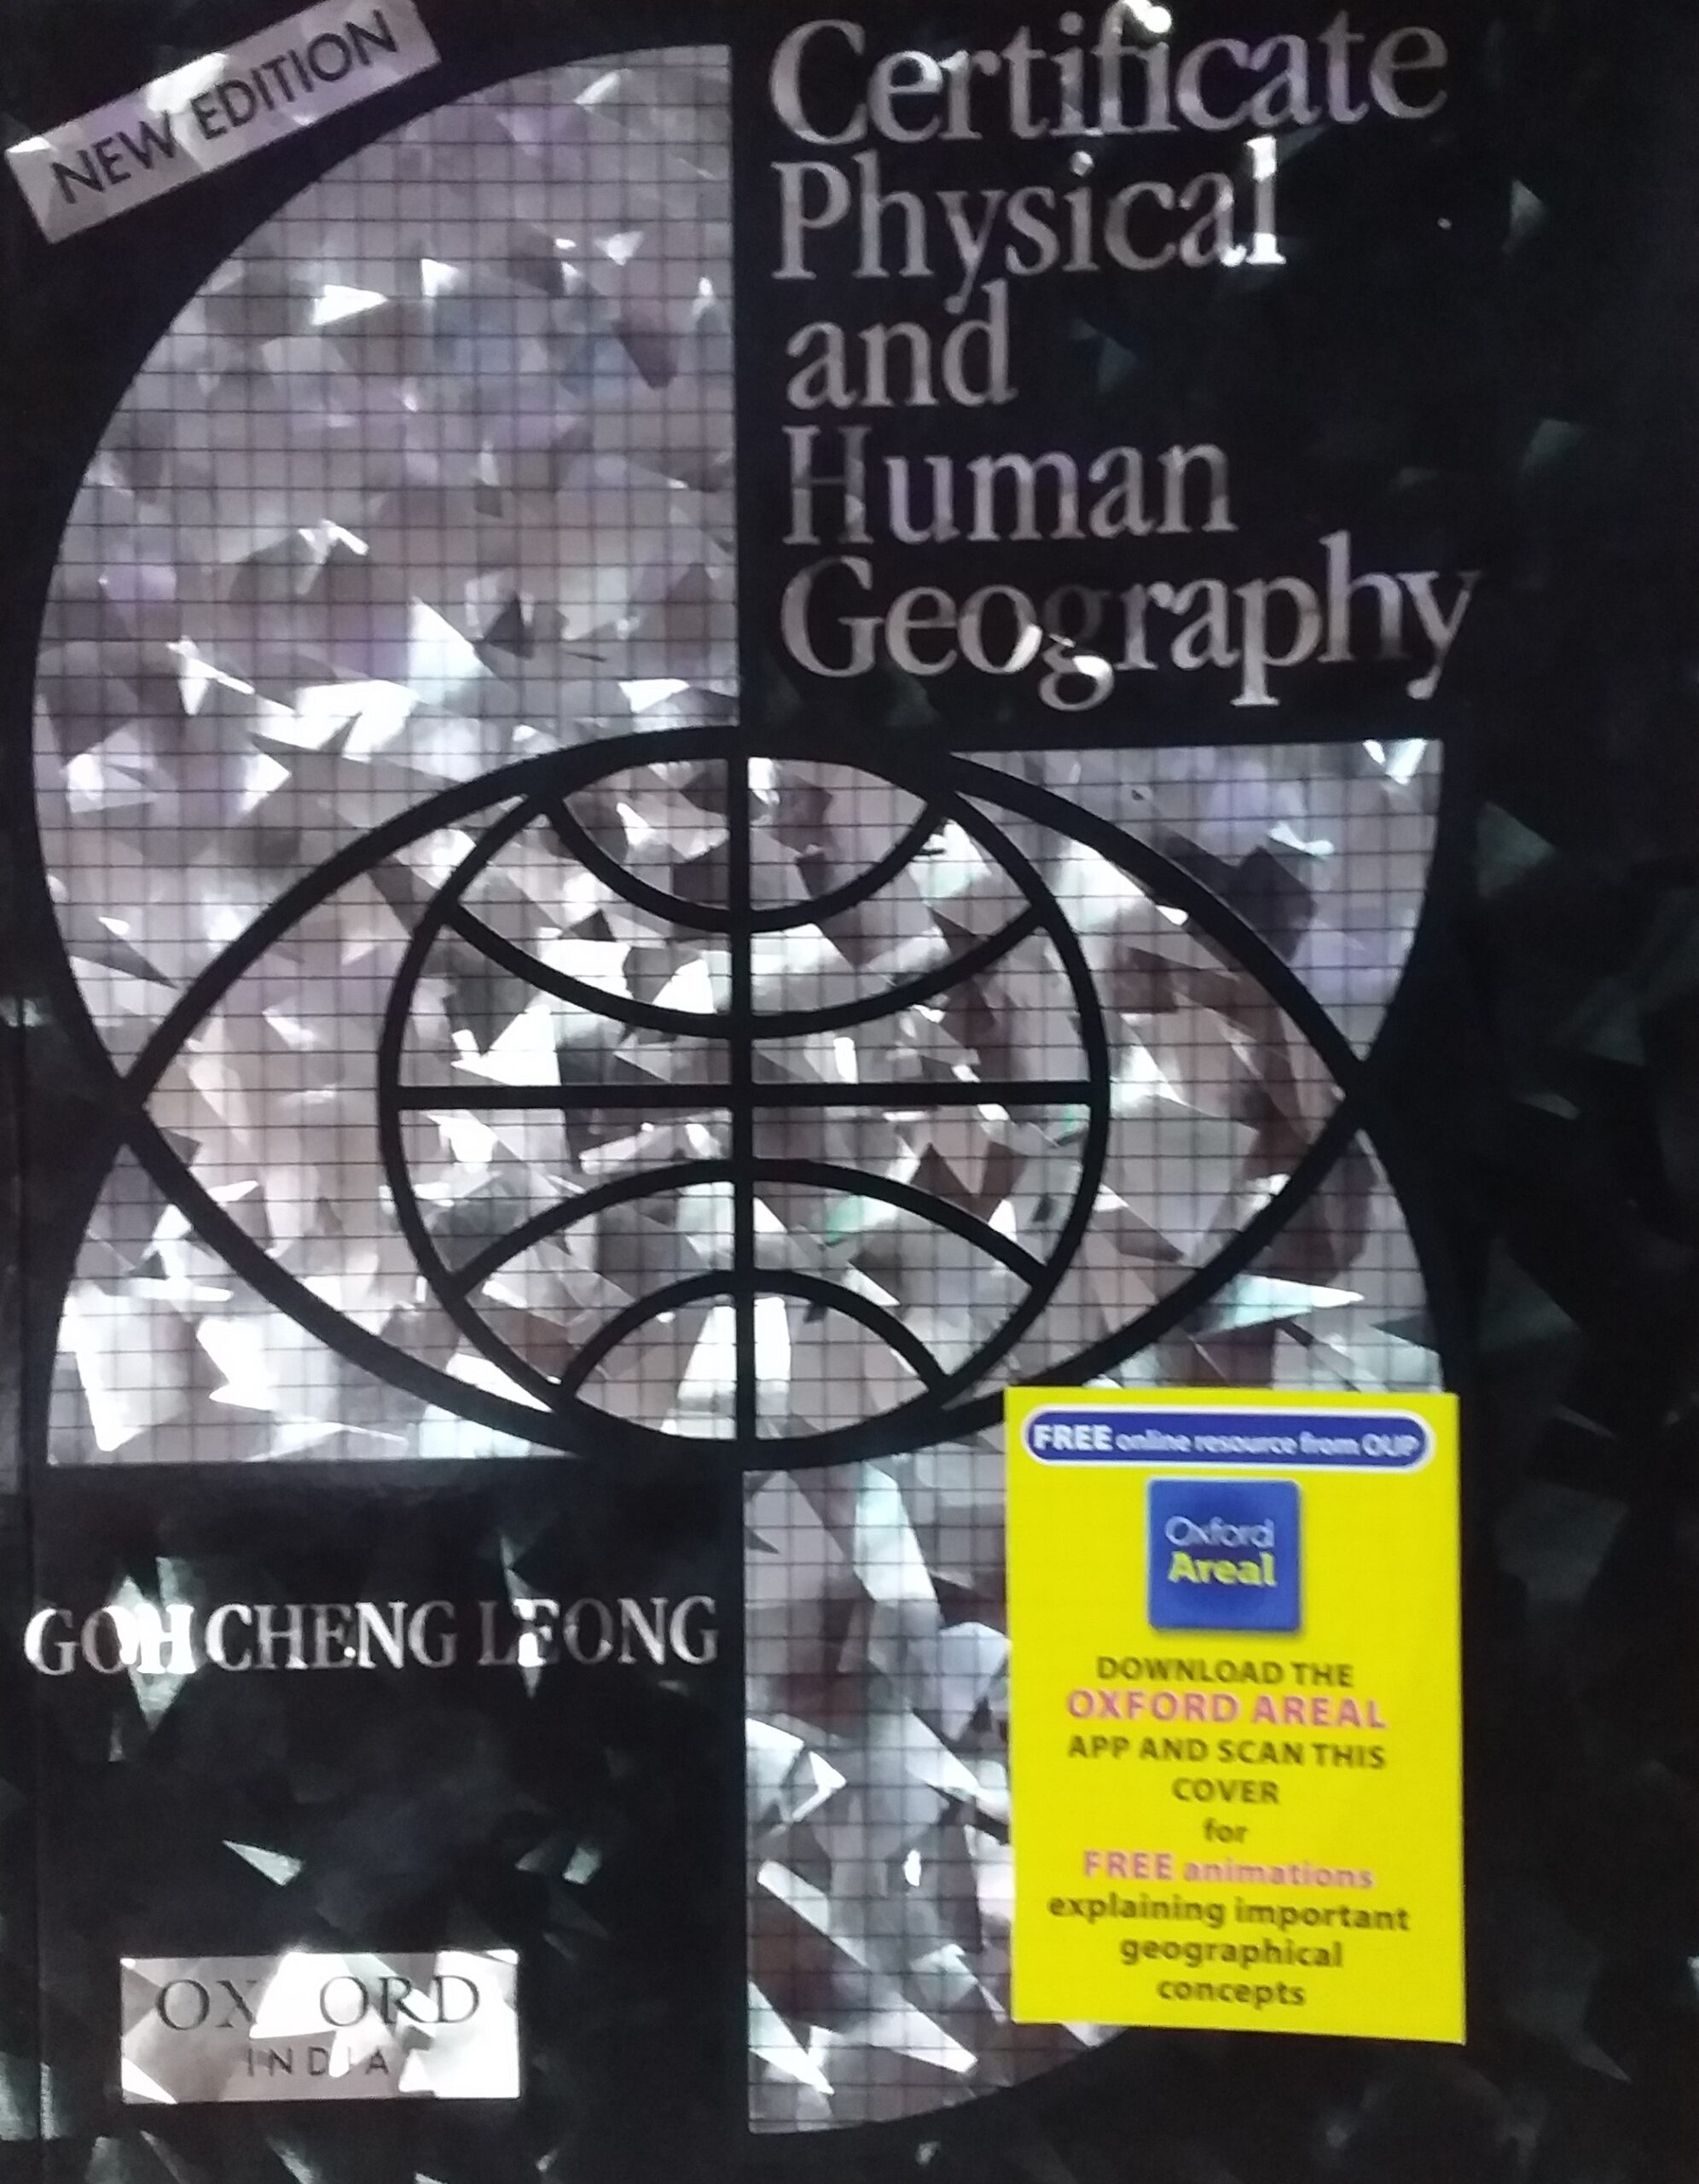 NEW EDITION
Certificate
Physical
and
Human
Geography
GOH CHENG LEONG
OXFORD
INDIA
FREE online resource from OUP
Oxford
Areal
DOWNLOAD THE
OXFORD AREAL
APP AND SCAN THIS
COVER
for
FREE animations
explaining important
geographical
concepts